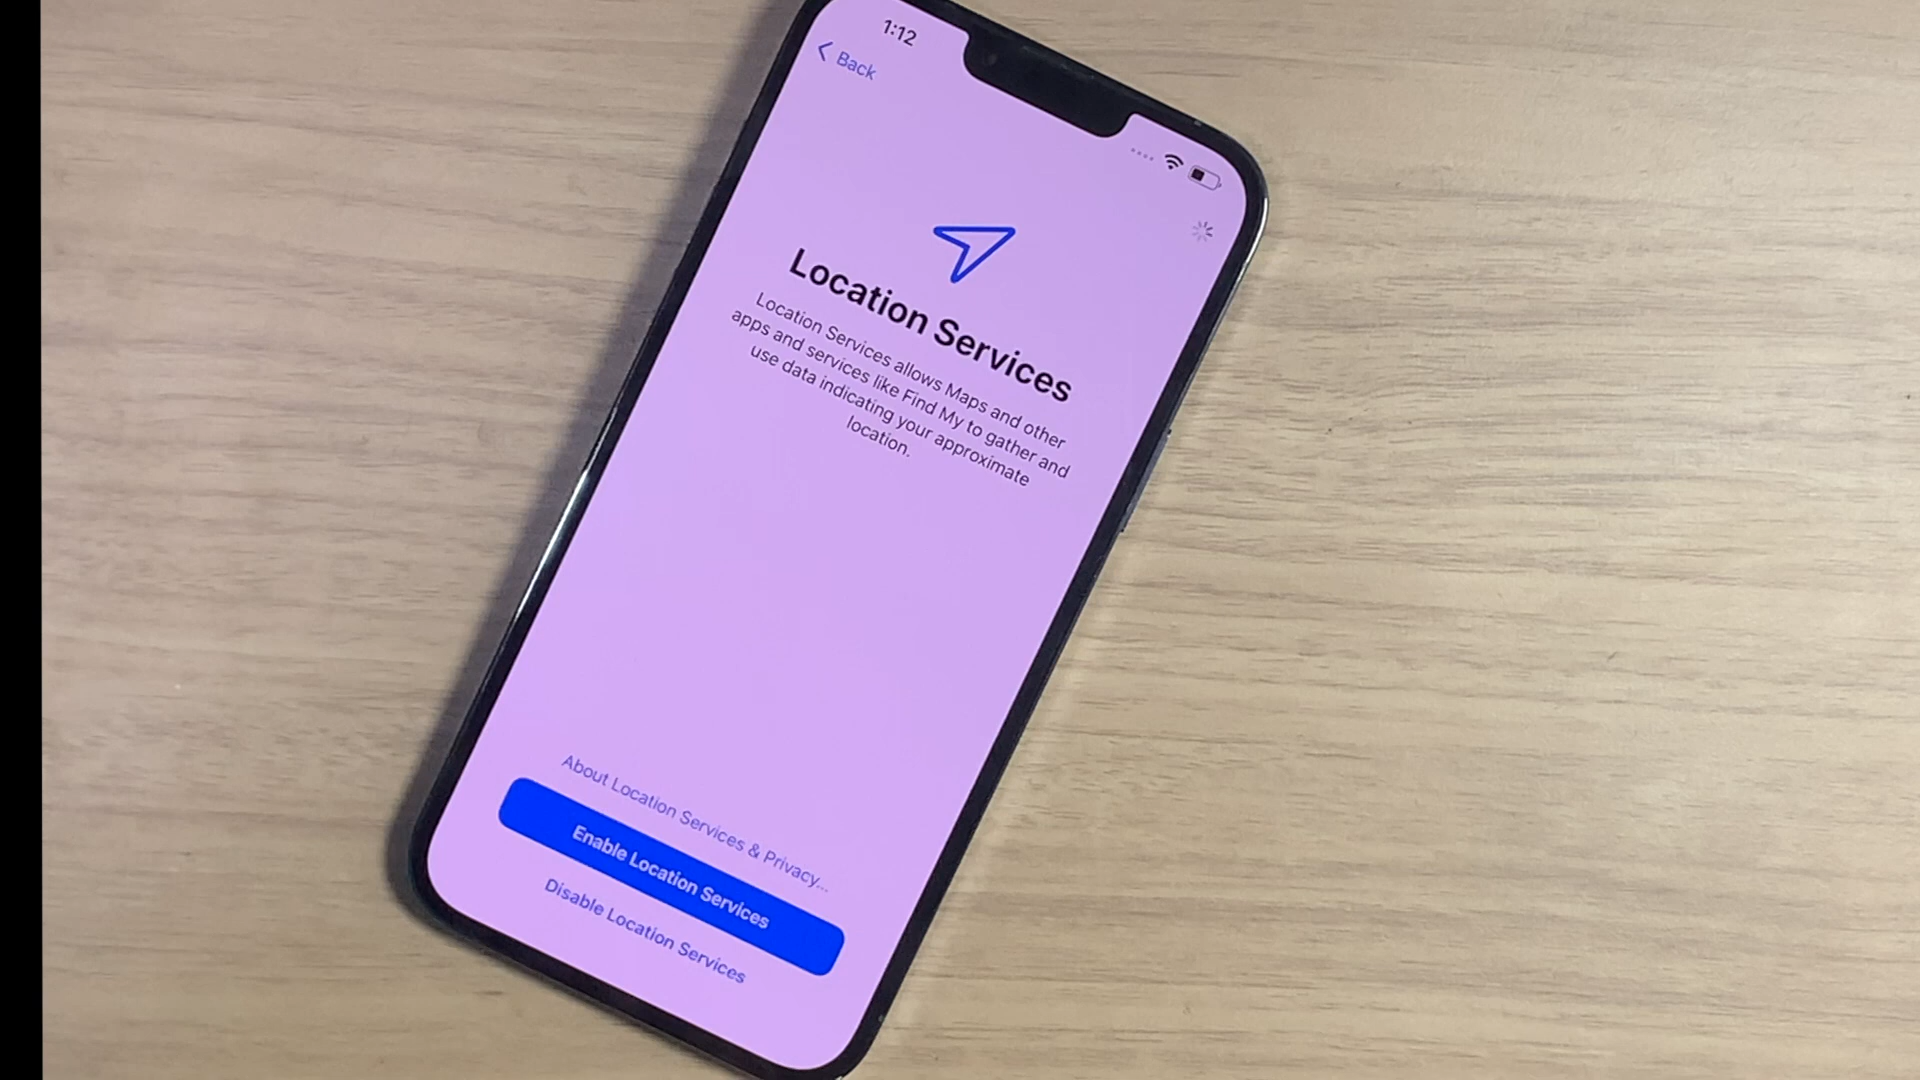 1:12
Back
Location Services
Location Services allows Maps and other
apps and services like Find My to gather and
use data indicating your approximate
location.
About Location Services & Privacy...
Enable Location Services
Disable Location Services